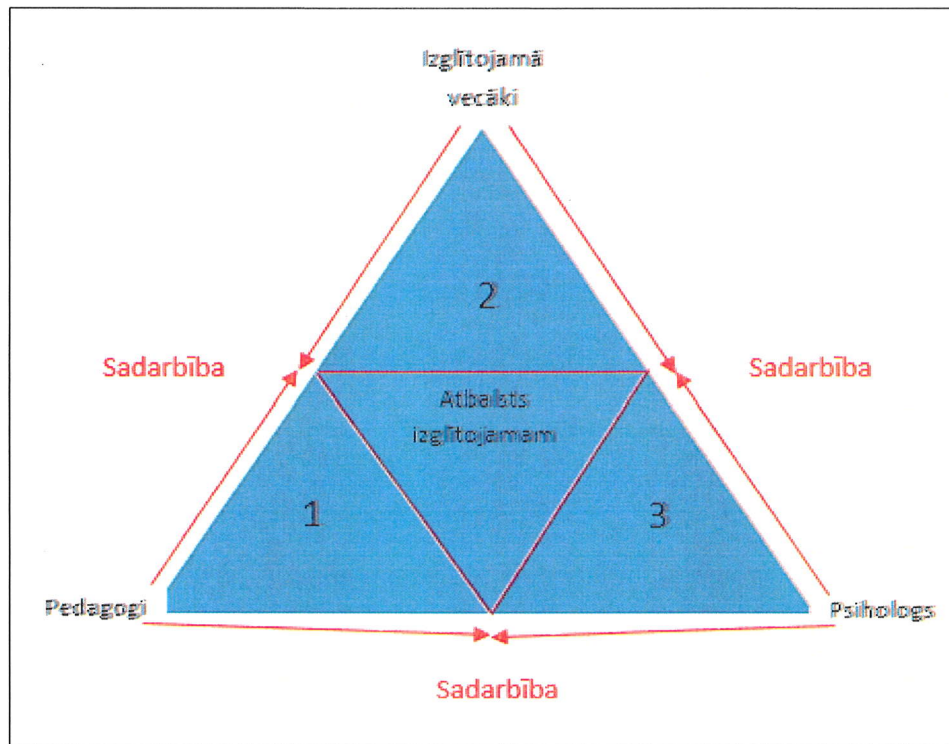 Izglītojamā
vecāki
2
Sadarbība
Sadarbība
Atbalsts
izglītojamam
1
3
Pedagogi
Psihologs
Sadarbība